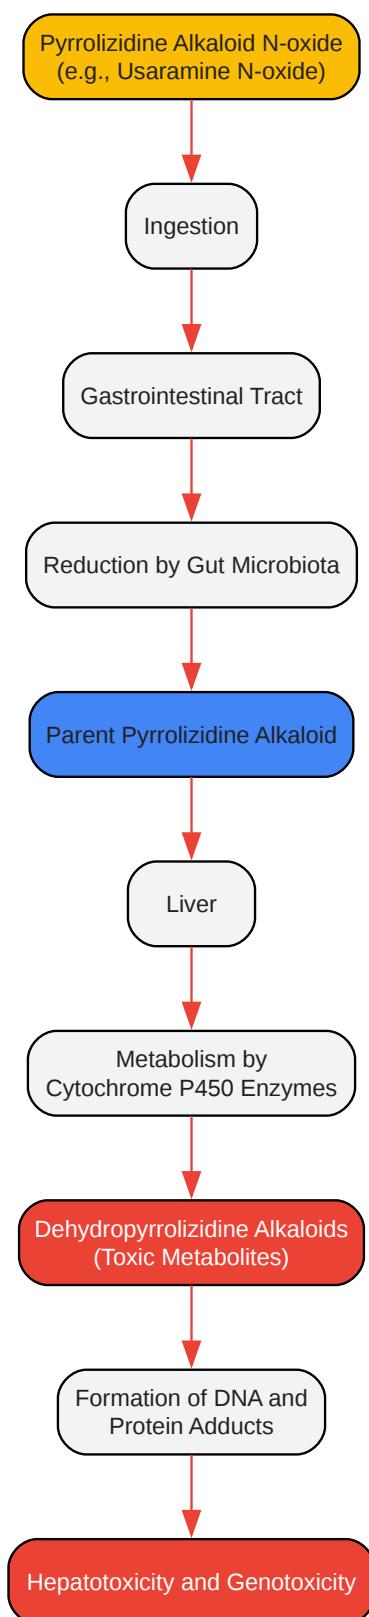 Pyrrolizidine Alkaloid N-oxide
(e.g., Usaramine N-oxide)
Ingestion
Gastrointestinal Tract
Reduction by Gut Microbiota
Parent Pyrrolizidine Alkaloid
Liver
Metabolism by
Cytochrome P450 Enzymes
Dehydropyrrolizidine Alkaloids
(Toxic Metabolites)
Formation of DNA and
Protein Adducts
Hepatotoxicity and Genotoxicity